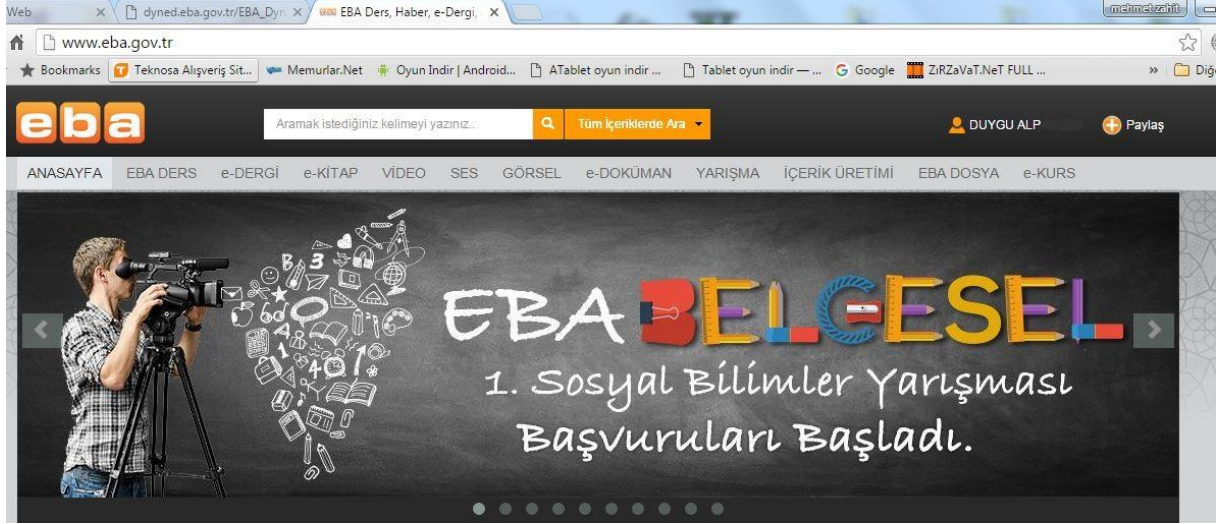 Web
dyned.eba.gov.tr/EBA_Dyn
EBA Ders, Haber, e-Dergi,
mehmet zahit
www.eba.gov.tr
Bookmarks Teknosa Alışveriş Sit... Memurlar.Net Oyun Indir | Android... ATablet oyun indir ... Tablet oyun indir — ... Google ZıRZaVaT.NeT FULL ... » Diğe
eba
Aramak istediğiniz kelimeyi yazınız..
Tüm İçeriklerde Ara
DUYGU ALP
Paylaş
ANASAYFA EBA DERS e-DERGİ e-KİTAP VİDEO SES GÖRSEL e-DOKÜMAN YARIŞMA İÇERİK ÜRETİMİ EBA DOSYA e-KURS
EBA BELGESEL
1. Sosyal Bilimler Yarışması
Başvuruları Başladı.